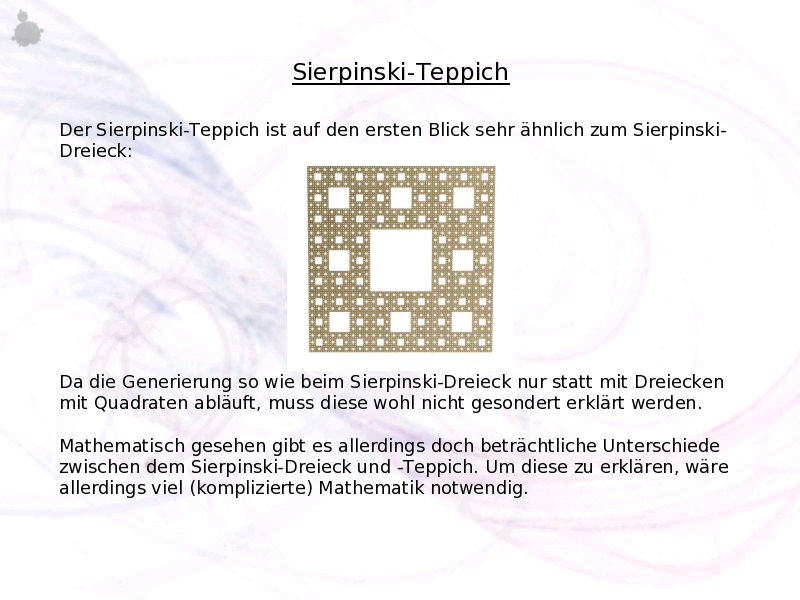 Sierpinski-Teppich
Der Sierpinski-Teppich ist auf den ersten Blick sehr ähnlich zum Sierpinski-
Dreieck:
Da die Generierung so wie beim Sierpinski-Dreieck nur statt mit Dreiecken
mit Quadraten abläuft, muss diese wohl nicht gesondert erklärt werden.
Mathematisch gesehen gibt es allerdings doch beträchtliche Unterschiede
zwischen dem Sierpinski-Dreieck und -Teppich. Um diese zu erklären, wäre
allerdings viel (komplizierte) Mathematik notwendig.